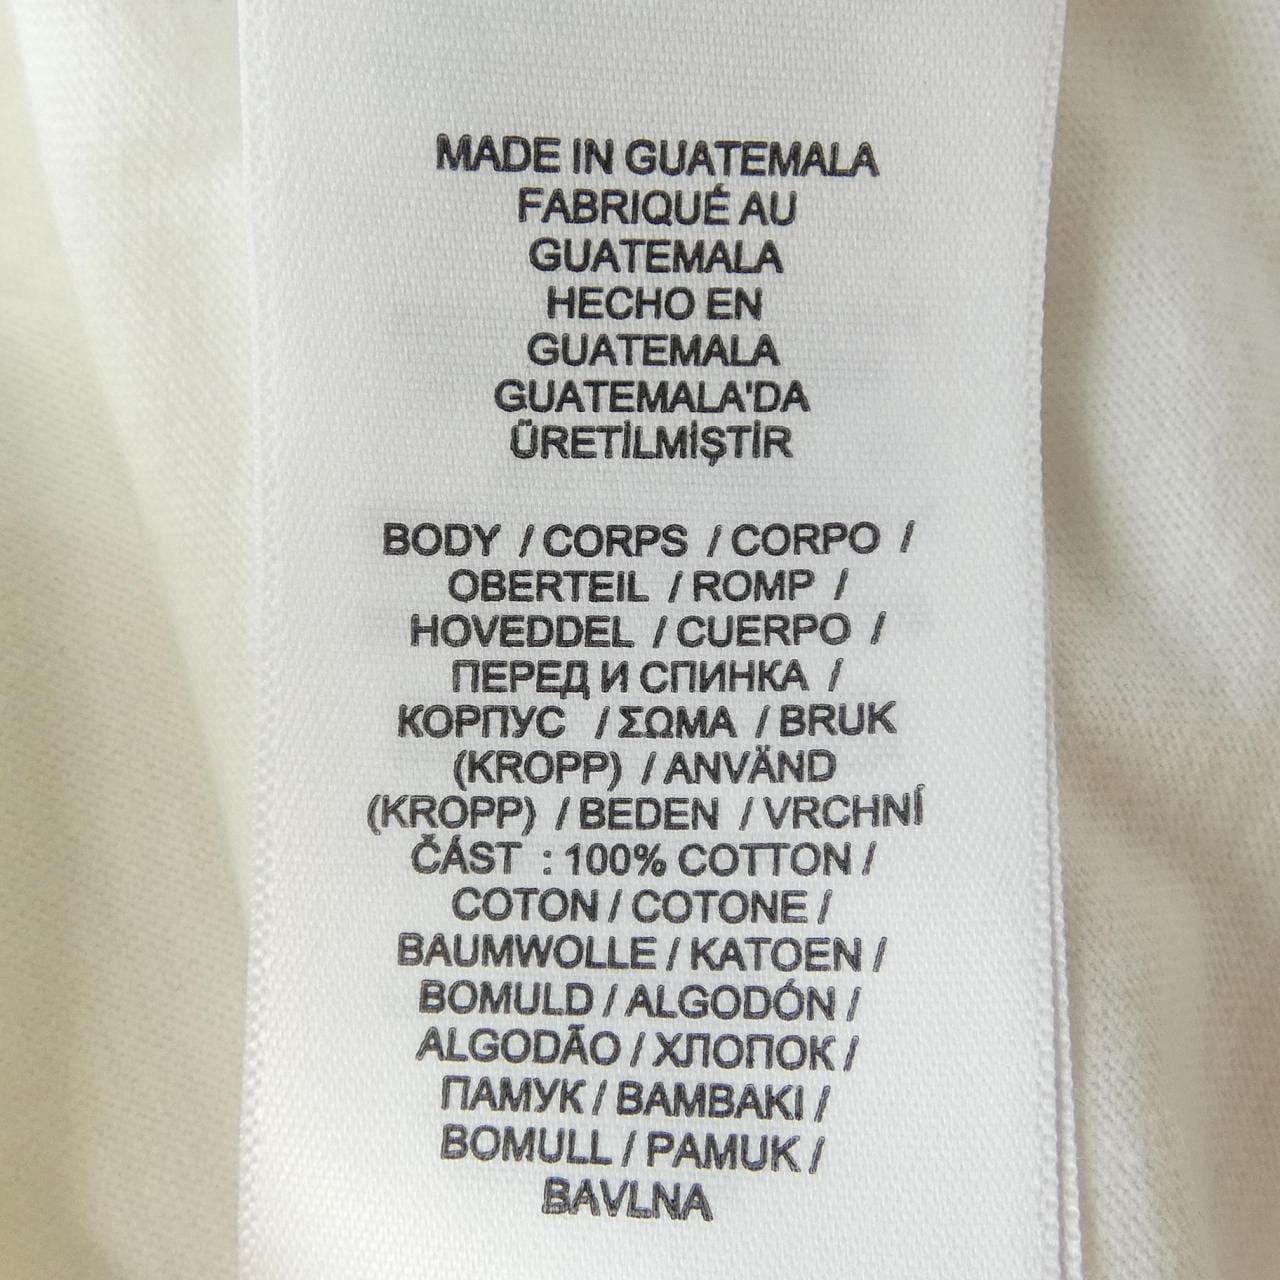 MADE IN GUATEMALA
FABRIQUÉ AU
GUATEMALA
HECHO EN
GUATEMALA
GUATEMALA'DA
ÜRETİLMİŞTİR
BODY / CORPS / CORPO /
OBERTEIL / ROMP /
HOVEDDEL / CUERPO /
ПЕРЕД И СПИНКА /
КОРПУС / ΣΩΜΑ / BRUK
(KROPP) / ANVÄND
(KROPP) / BEDEN / VRCHNÍ
ČÁST : 100% COTTON /
COTON / COTONE /
BAUMWOLLE / KATOEN /
BOMULD / ALGODÓN /
ALGODÃO / ХЛОПОК /
ПАМУК / ΒΑΜΒΑΚΙ /
BOMULL / PAMUK /
BAVLNA